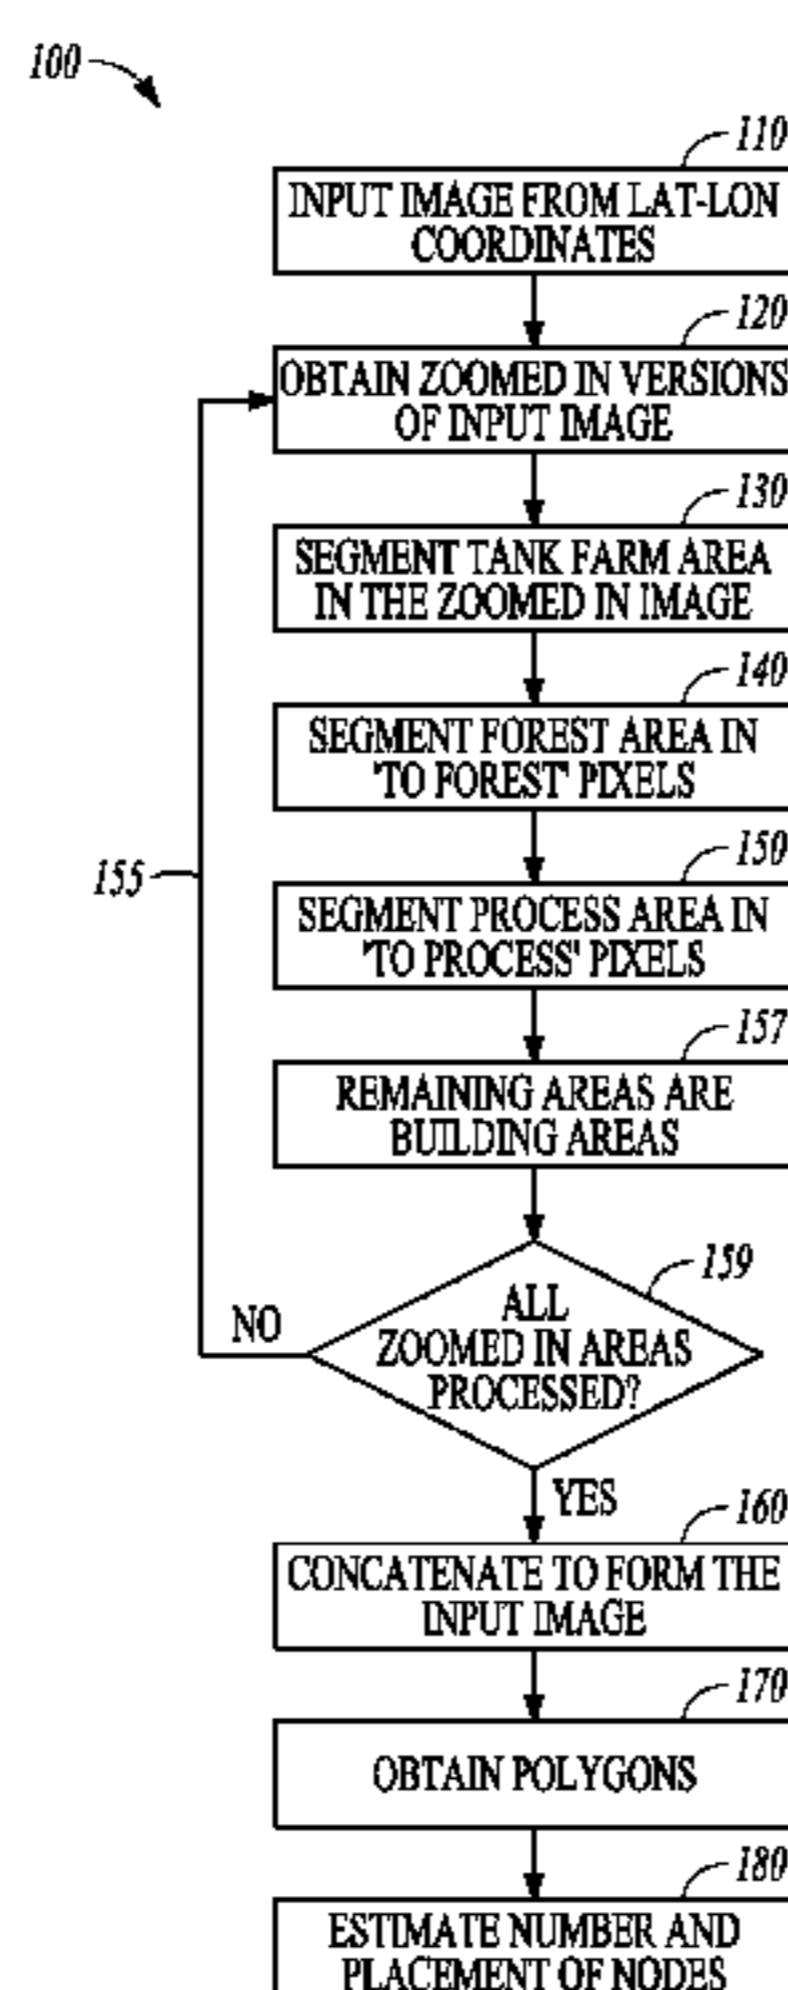 100
110
INPUT IMAGE FROM LAT-LON
COORDINATES
120
OBTAIN ZOOMED IN VERSIONS
OF INPUT IMAGE
130
SEGMENT TANK FARM AREA
IN THE ZOOMED IN IMAGE
140
SEGMENT FOREST AREA IN
'TO FOREST' PIXELS
150
155
SEGMENT PROCESS AREA IN
'TO PROCESS' PIXELS
157
REMAINING AREAS ARE
BUILDING AREAS
159
NO
ALL
ZOOMED IN AREAS
PROCESSED?
YES
160
CONCATENATE TO FORM THE
INPUT IMAGE
170
OBTAIN POLYGONS
180
ESTIMATE NUMBER AND
PLACEMENT OF NODES